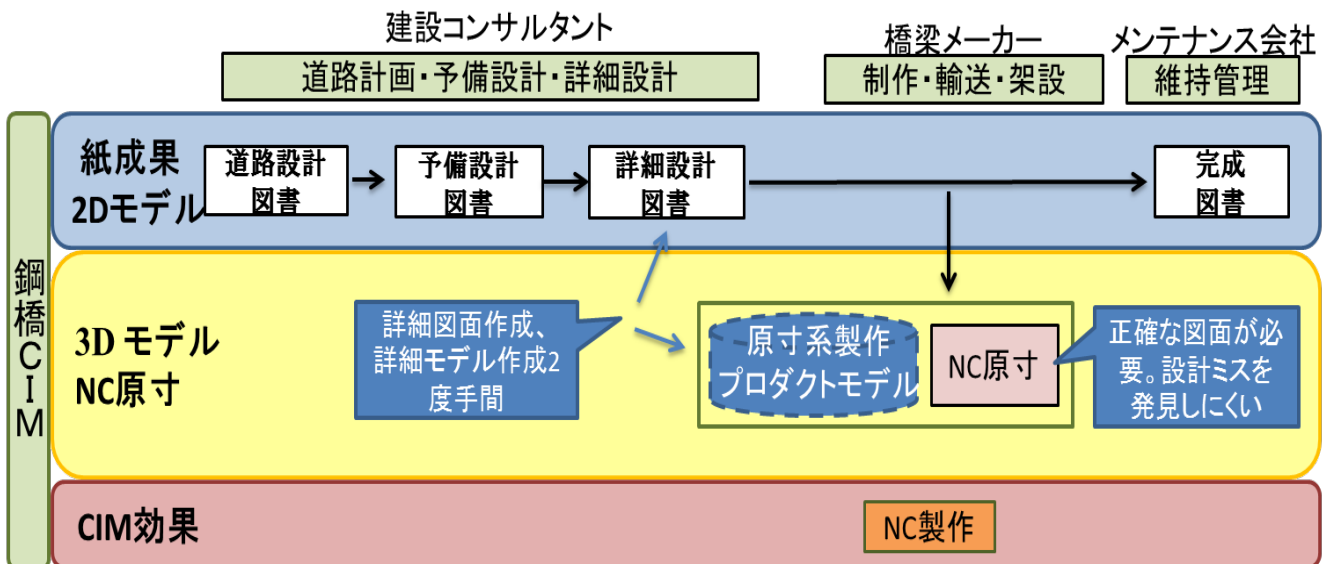 建設コンサルタント
道路計画・予備設計・詳細設計
橋梁メーカー
制作・輸送・架設
メンテナンス会社
維持管理
鋼橋CIM
紙成果
2Dモデル
道路設計
図書
予備設計
図書
詳細設計
図書
完成
図書
3D モデル
NC原寸
詳細図面作成、
詳細モデル作成2
度手間
原寸系製作
プロダクトモデル
NC原寸
正確な図面が必
要。設計ミスを
発見しにくい
CIM効果
NC製作